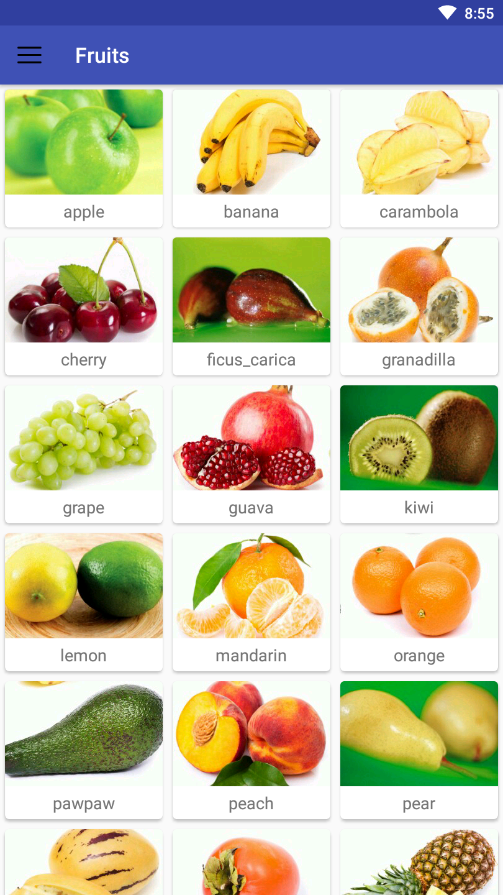 8:55
Fruits
apple
banana
carambola
cherry
ficus_carica
granadilla
grape
guava
kiwi
lemon
mandarin
orange
pawpaw
peach
pear